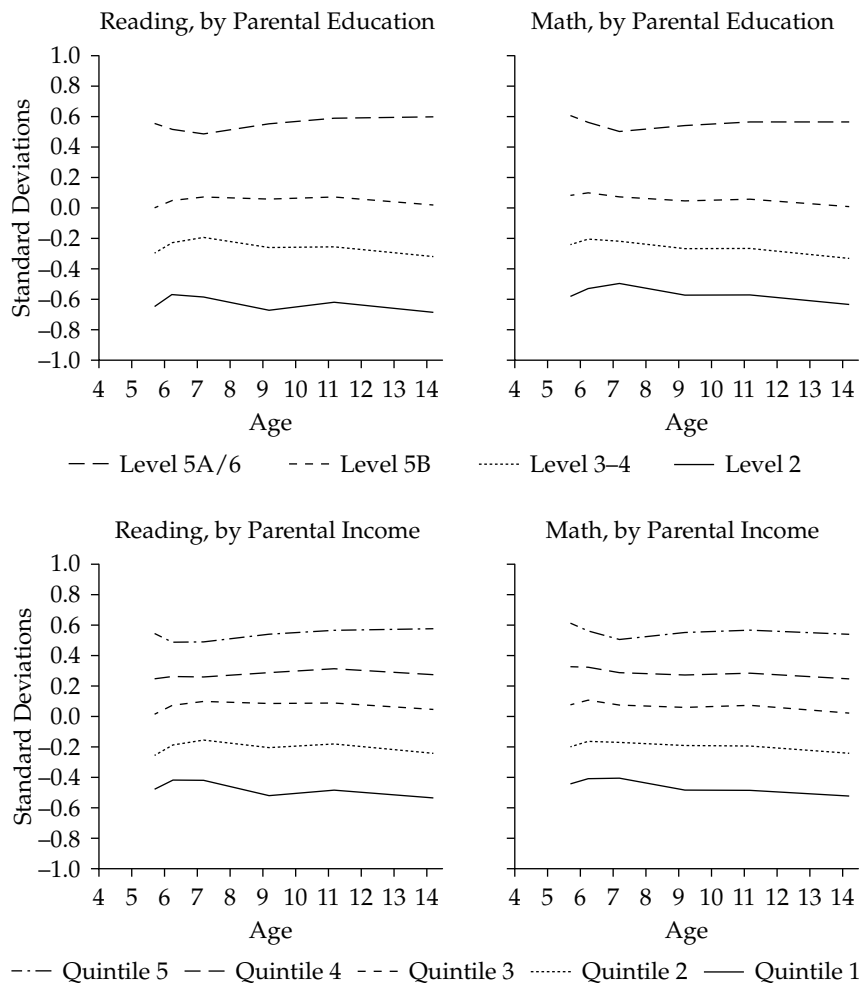 Reading, by Parental Education
Math, by Parental Education
Standard Deviations
1.0
0.8
0.6
0.4
0.2
0.0
–0.2
–0.4
–0.6
–0.8
–1.0
4 5 6 7 8 9 10 11 12 13 14
4 5 6 7 8 9 10 11 12 13 14
Age
Age
Level 5A/6 Level 5B Level 3–4 Level 2
Reading, by Parental Income
Math, by Parental Income
Standard Deviations
1.0
0.8
0.6
0.4
0.2
0.0
–0.2
–0.4
–0.6
–0.8
–1.0
4 5 6 7 8 9 10 11 12 13 14
4 5 6 7 8 9 10 11 12 13 14
Age
Age
Quintile 5 Quintile 4 Quintile 3 Quintile 2 Quintile 1